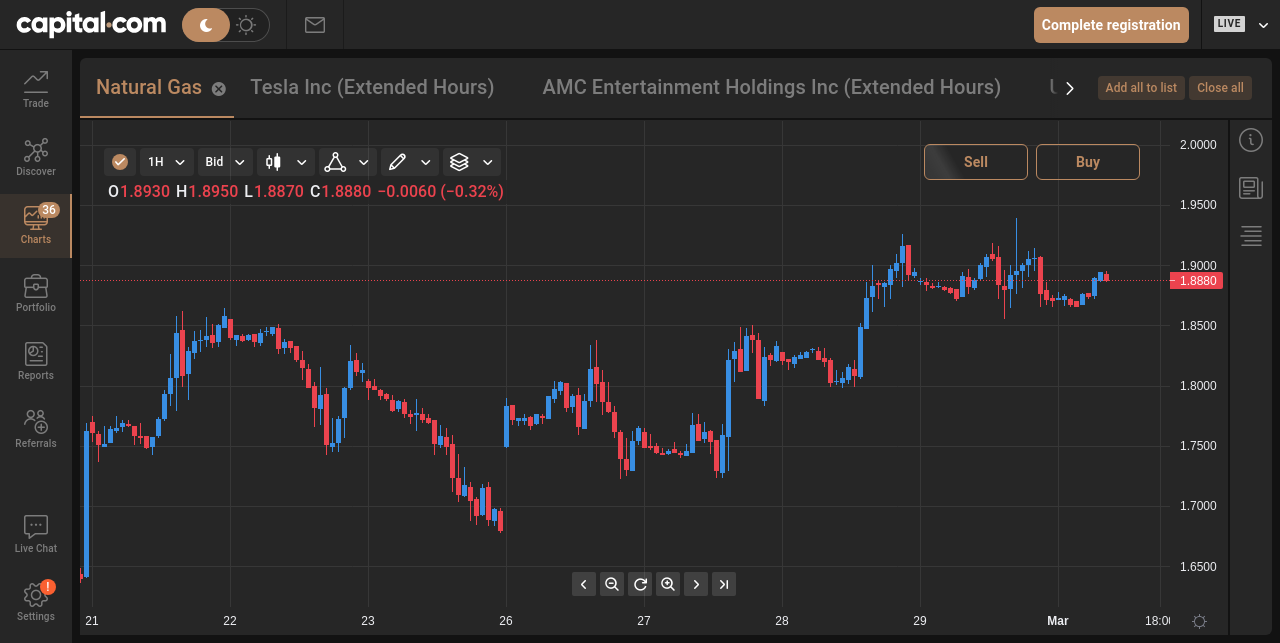 capital.com
Complete registration
LIVE
Trade
Discover
36
Charts
Portfolio
Reports
Referrals
Live Chat
!
Settings
Natural Gas
Tesla Inc (Extended Hours)
AMC Entertainment Holdings Inc (Extended Hours)
Add all to list
Close all
1H
Bid
Sell
Buy
O1.8930 H1.8950 L1.8870 C1.8880 −0.0060 (−0.32%)
2.0000
1.9500
1.9000
1.8880
1.8500
1.8000
1.7500
1.7000
1.6500
21 22 23 26 27 28 29 Mar 18:00